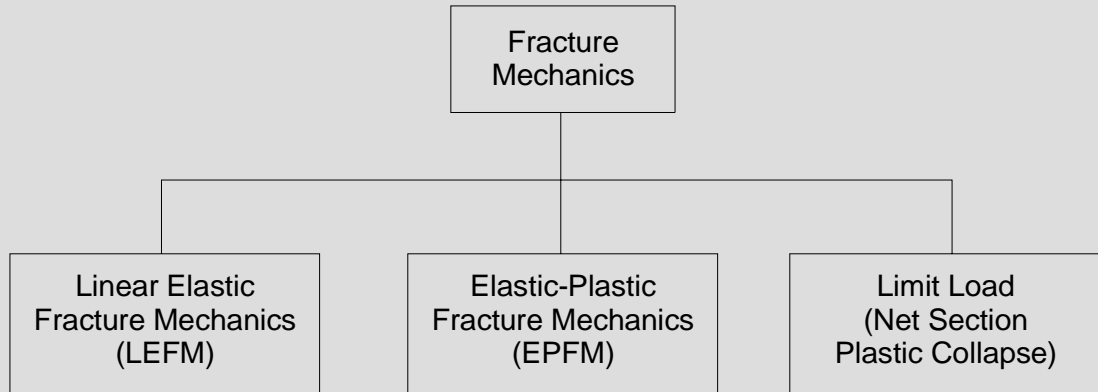 Fracture
Mechanics
Linear Elastic
Fracture Mechanics
(LEFM)
Elastic-Plastic
Fracture Mechanics
(EPFM)
Limit Load
(Net Section
Plastic Collapse)